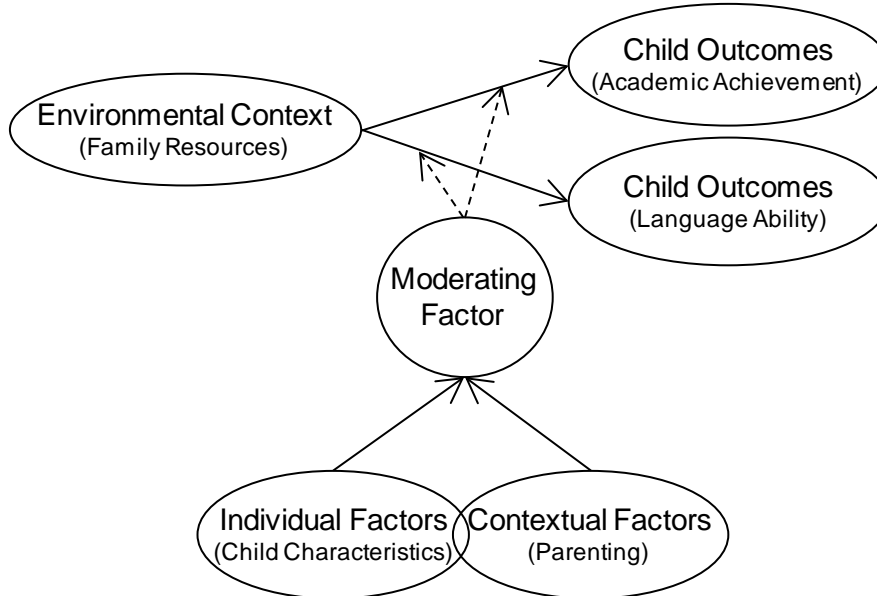 Child Outcomes
(Academic Achievement)
Environmental Context
(Family Resources)
Child Outcomes
(Language Ability)
Moderating
Factor
Individual Factors
(Child Characteristics)
Contextual Factors
(Parenting)